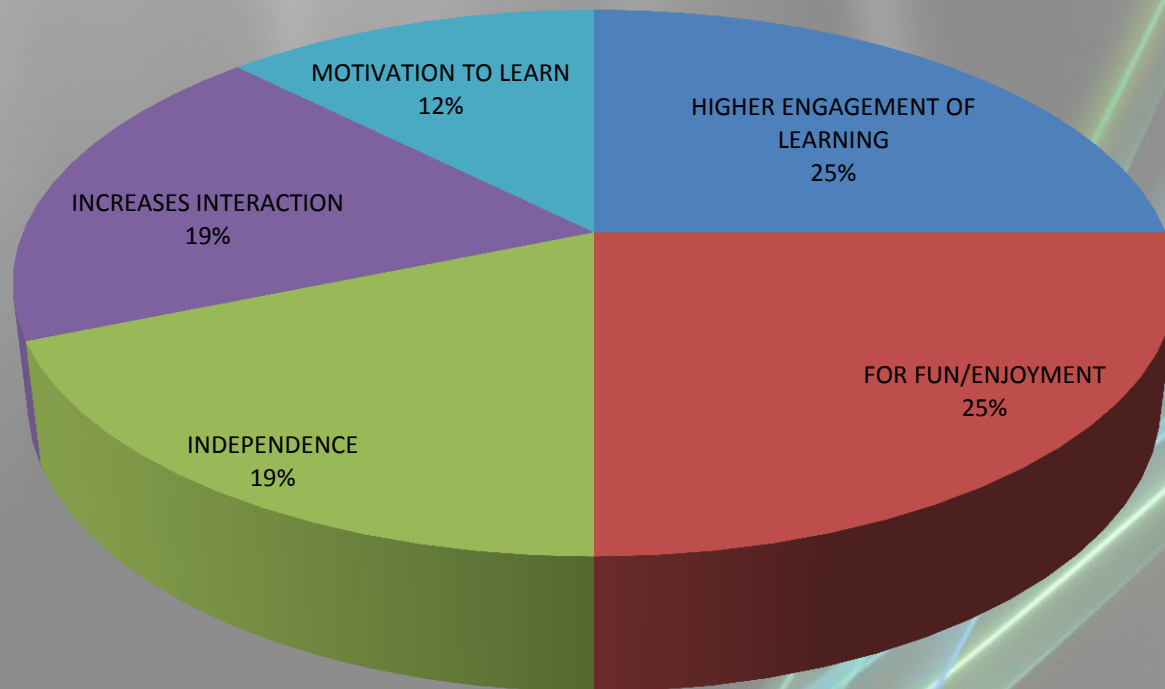 MOTIVATION TO LEARN
12%
HIGHER ENGAGEMENT OF
LEARNING
25%
INCREASES INTERACTION
19%
FOR FUN/ENJOYMENT
25%
INDEPENDENCE
19%